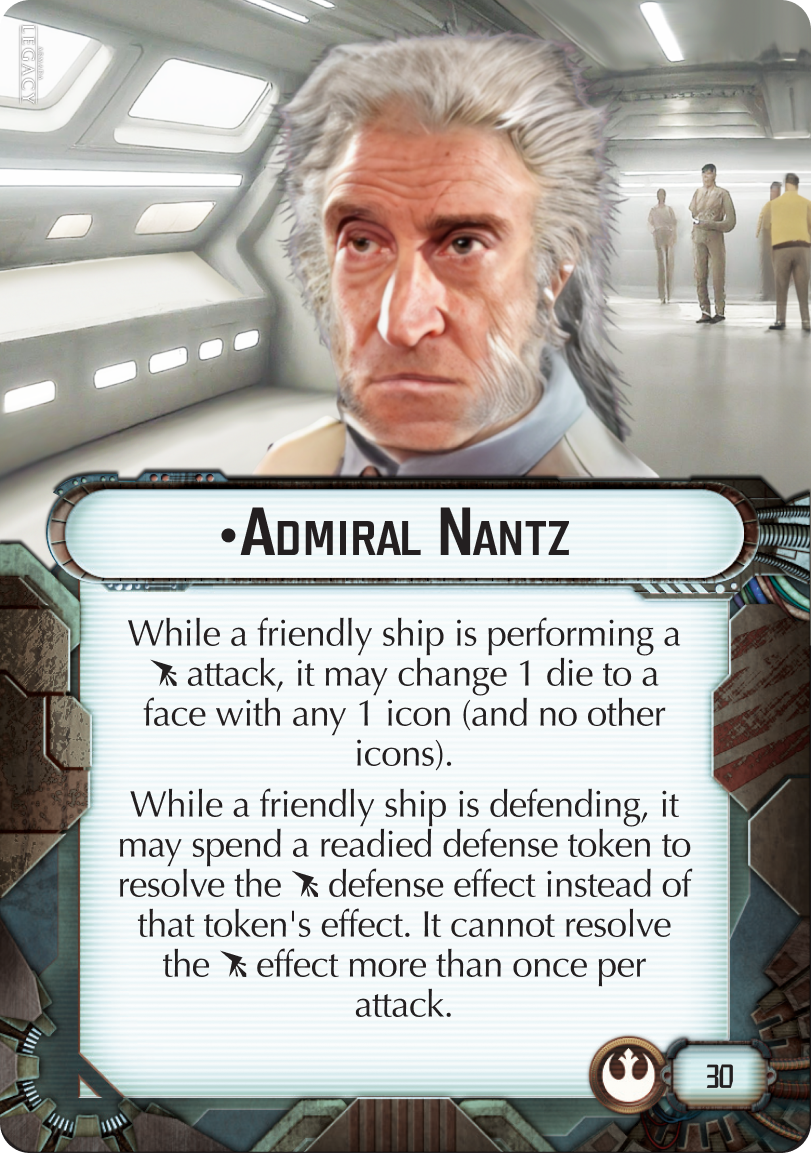 LEGACY
•Admiral Nantz
While a friendly ship is performing a
attack, it may change 1 die to a
face with any 1 icon (and no other
icons).
While a friendly ship is defending, it
may spend a readied defense token to
resolve the defense effect instead of
that token's effect. It cannot resolve
the effect more than once per
attack.
30